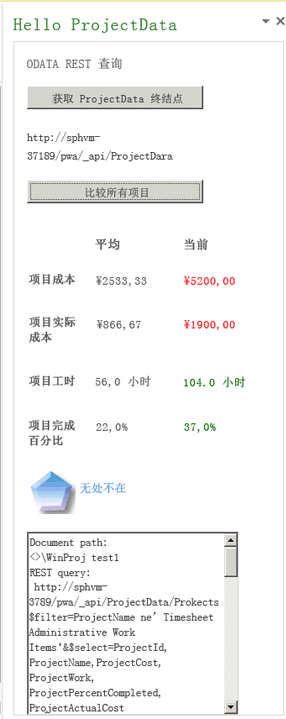 Hello ProjectData
ODATA REST 查询
获取 ProjectData 终结点
http://sphvm-
37189/pwa/_api/ProjectDara
比较所有项目
平均 当前
项目成本 ¥2533,33 ¥5200,00
项目实际 ¥866,67 ¥1900,00
成本
项目工时 56,0 小时 104.0 小时
项目完成 22,0% 37,0%
百分比
无处不在
Document path:
<>\WinProj test1
REST query:
http://sphvm-
3789/pwa/_api/ProjectData/Prokects
$filter=ProjectName ne' Timesheet
Administrative Work
Items‘&$select=ProjectId,
ProjectName,ProjectCost,
ProjectWork,
ProjectPercentCompleted,
ProjectActualCost